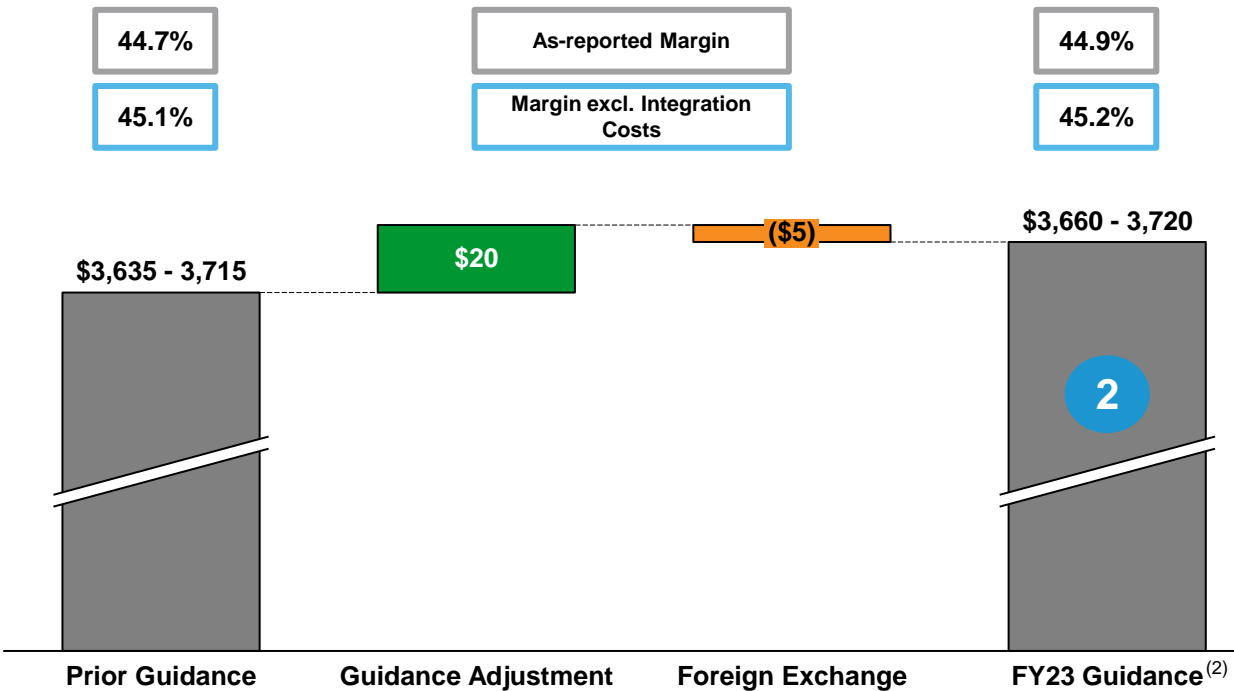 44.7%
As-reported Margin
44.9%
45.1%
Margin excl. Integration
Costs
45.2%
$3,635 - 3,715
$20
($5)
$3,660 - 3,720
2
Prior Guidance
Guidance Adjustment
Foreign Exchange
FY23 Guidance(2)